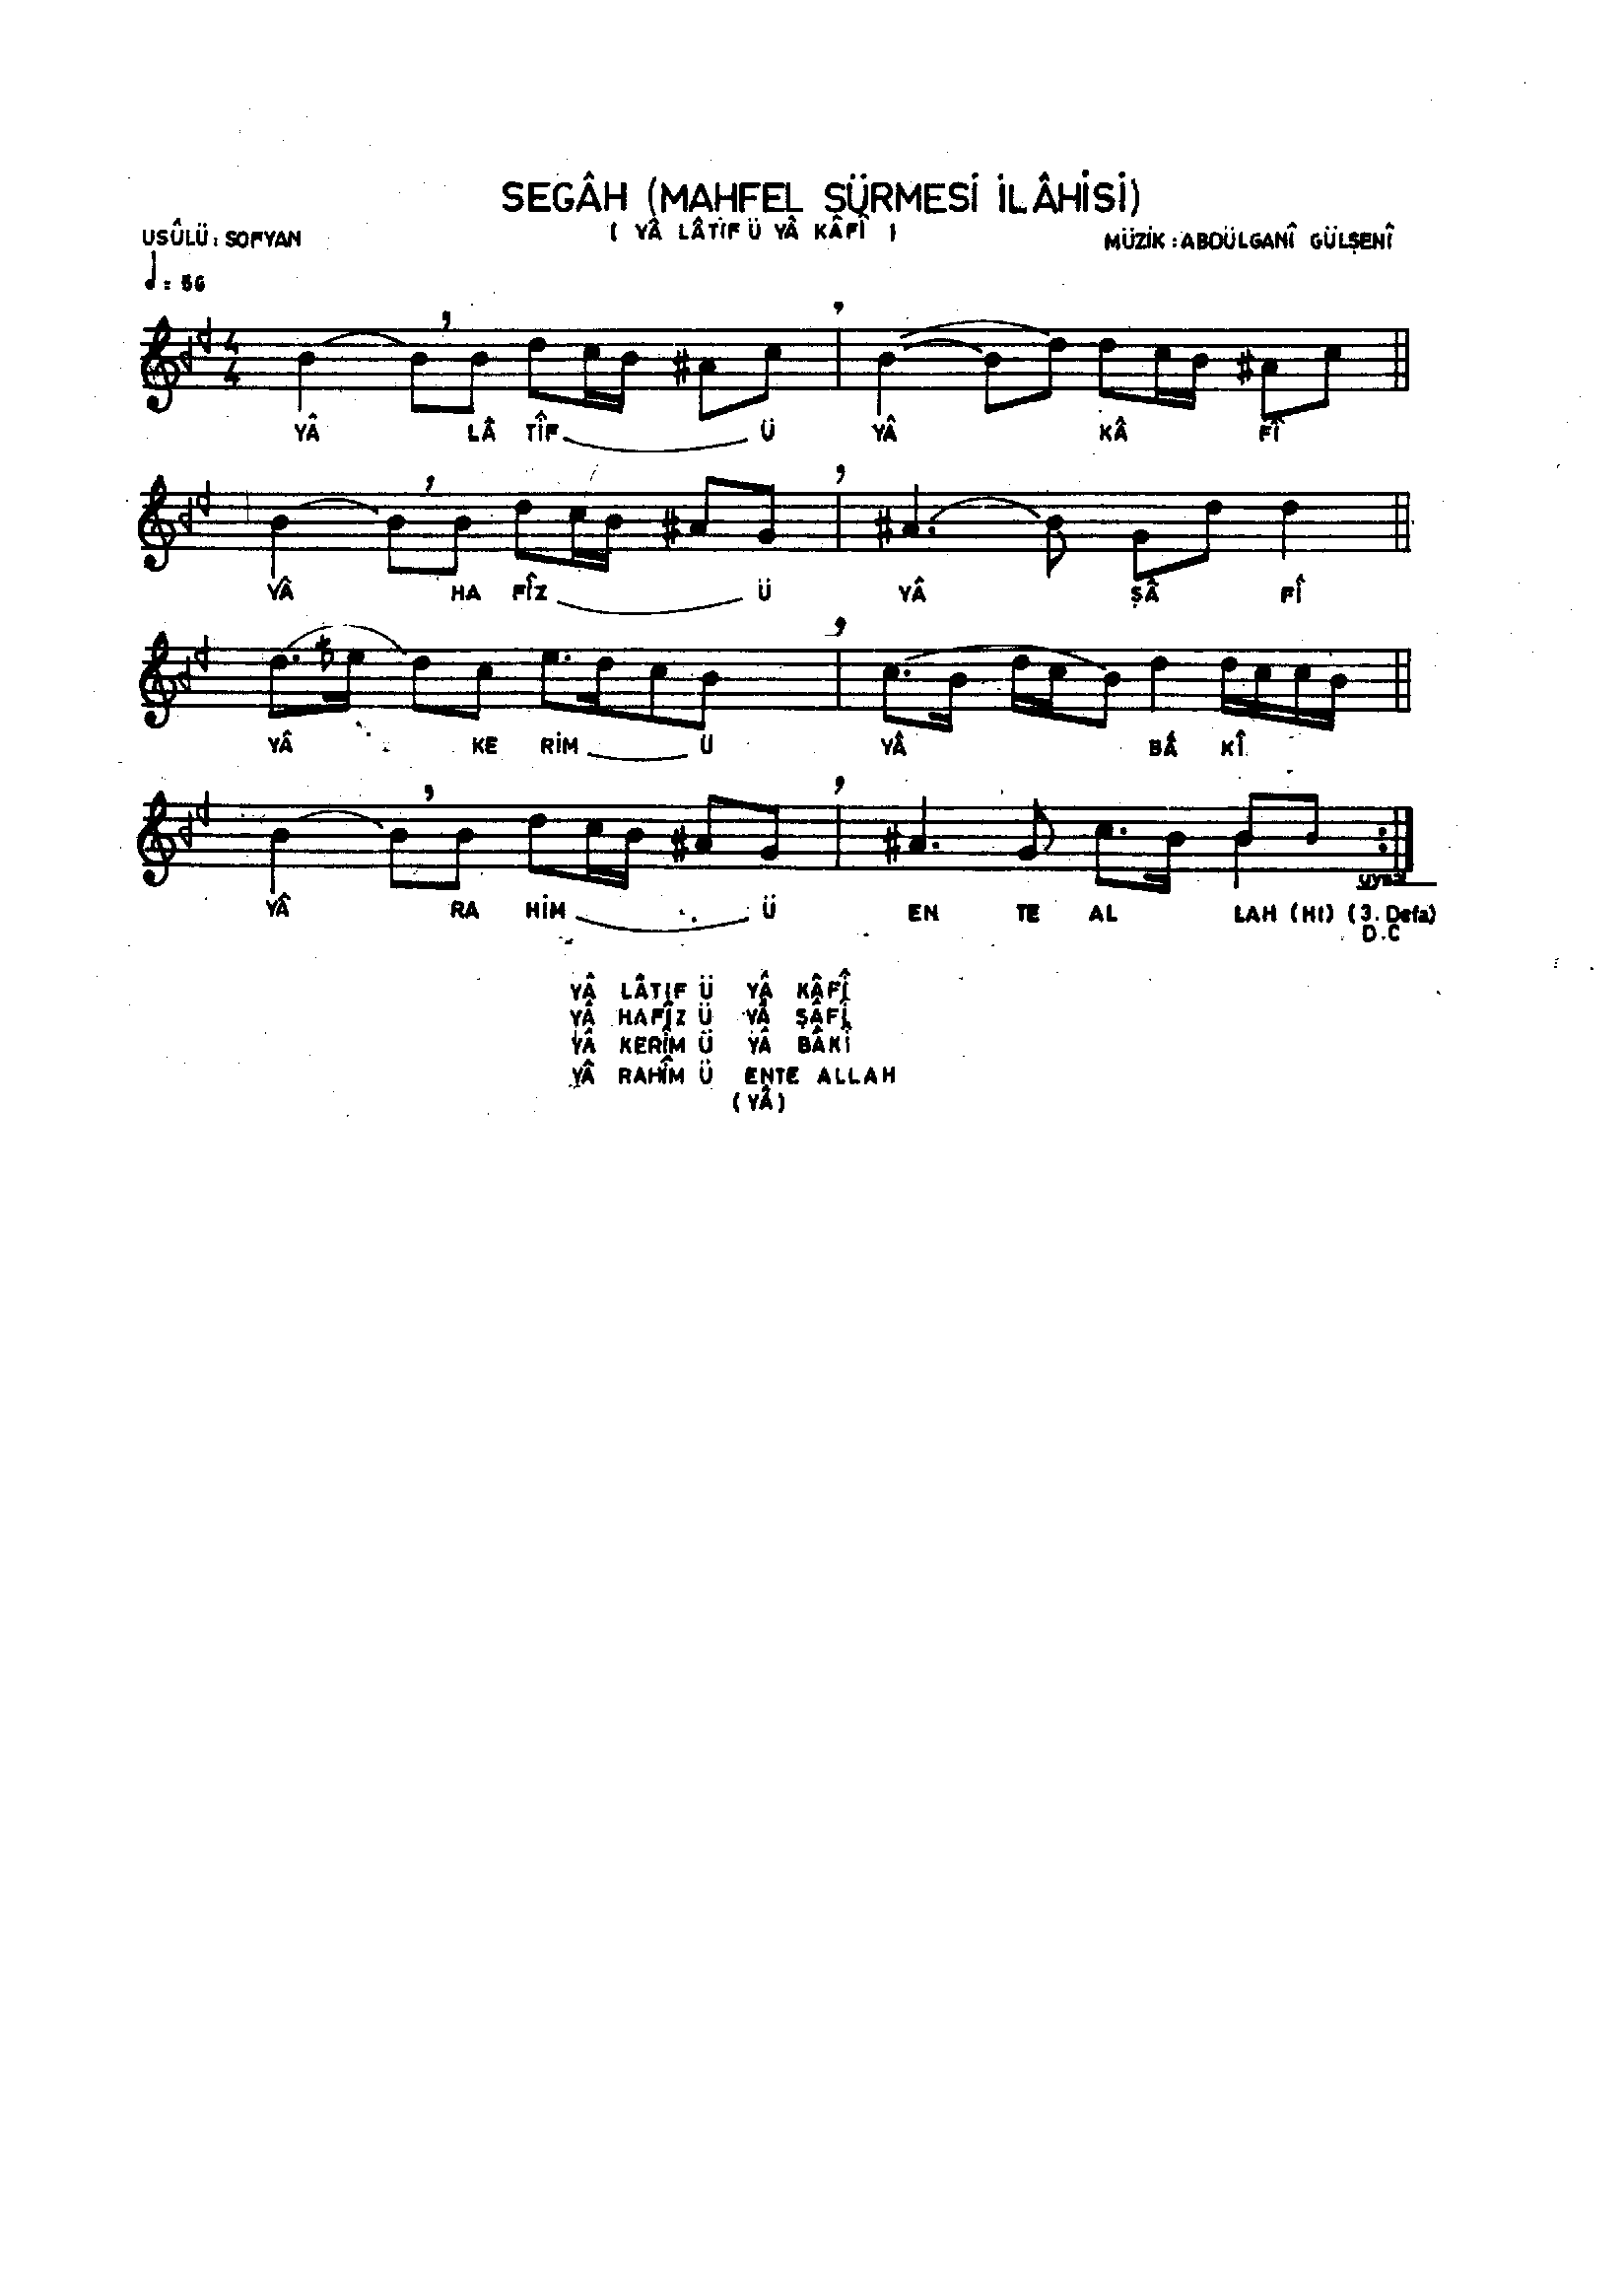 SEGÂH (MAHFEL SÜRMESİ İLÂHİSİ)
( YÂ LÂTİF Ü YÂ KÂFÎ )
USÛLÜ: SOFYAN
MÜZİK: ABDÜLGANÎ GÜLŞENÎ
= 56
4
4
YÂ LÂ TÎF Ü YÂ KÂ FÎ
YÂ HA FÎZ Ü YÂ ŞÂ FÎ
YÂ KE RİM Ü YÂ BÂ KÎ
YÂ RA HİM Ü EN TE AL LAH (Hİ) (3. Defa)
D.C
YÂ LÂTİF Ü YÂ KÂFÎ
YÂ HAFÎZ Ü YÂ ŞÂFÎ
YÂ KERÎM Ü YÂ BÂKİ
YÂ RAHÎM Ü ENTE ALLAH
(YÂ)